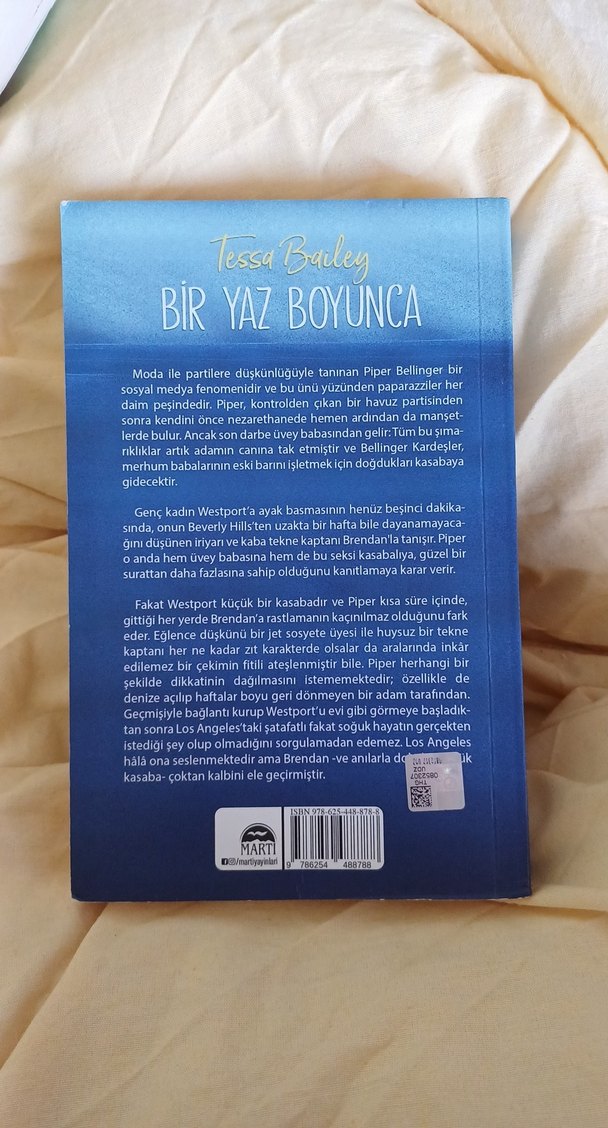 Tessa Bailey
BİR YAZ BOYUNCA
Moda ile partilere düşkünlüğüyle tanınan Piper Bellinger bir
sosyal medya fenomenidir ve bu ünü yüzünden paparazziler her
daim peşindedir. Piper, kontrolden çıkan bir havuz partisinden
sonra kendini önce nezarethanede hemen ardından da manşet-
lerde bulur. Ancak son darbe üvey babasından gelir: Tüm bu şıma-
rıklıklar artık adamın canına tak etmiştir ve Bellinger Kardeşler,
merhum babalarının eski barını işletmek için doğdukları kasabaya
gidecektir.
Genç kadın Westport'a ayak basmasının henüz beşinci dakika-
sında, onun Beverly Hills'ten uzakta bir hafta bile dayanamayaca-
ğını düşünen iriyarı ve kaba tekne kaptanı Brendan'la tanışır. Piper
o anda hem üvey babasına hem de bu seksi kasabalıya, güzel bir
surattan daha fazlasına sahip olduğunu kanıtlamaya karar verir.
Fakat Westport küçük bir kasabadır ve Piper kısa süre içinde,
gittiği her yerde Brendan'a rastlamanın kaçınılmaz olduğunu fark
eder. Eğlence düşkünü bir jet sosyete üyesi ile huysuz bir tekne
kaptanı her ne kadar zıt karakterde olsalar da aralarında inkâr
edilemez bir çekimin fitili ateşlenmiştir bile. Piper herhangi bir
şekilde dikkatinin dağılmasını istememektedir; özellikle de
denize açılıp haftalar boyu geri dönmeyen bir adam tarafından.
Geçmişiyle bağlantı kurup Westport'u evi gibi görmeye başladık-
tan sonra Los Angeles'taki şatafatlı fakat soğuk hayatın gerçekten
istediği şey olup olmadığını sorgulamadan edemez. Los Angeles
hâlâ ona seslenmektedir ama Brendan -ve anılarla
kasaba- çoktan kalbini ele geçirmiştir.
THG
0852307
UOZ
MARTI
/martiyayinlari
ISBN 978-625-448-878-8
9 786254 488788